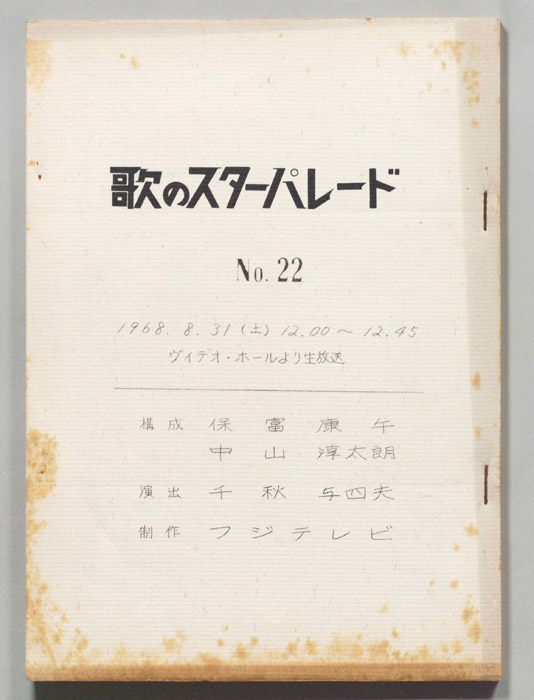 歌のスターパレード
No. 22
1968. 8. 31 (土) 12.00 〜 12.45
ヴィデオ・ホールより生放送
構成 保富康午
中山淳太朗
演出 千秋与四夫
制作 フジテレビ